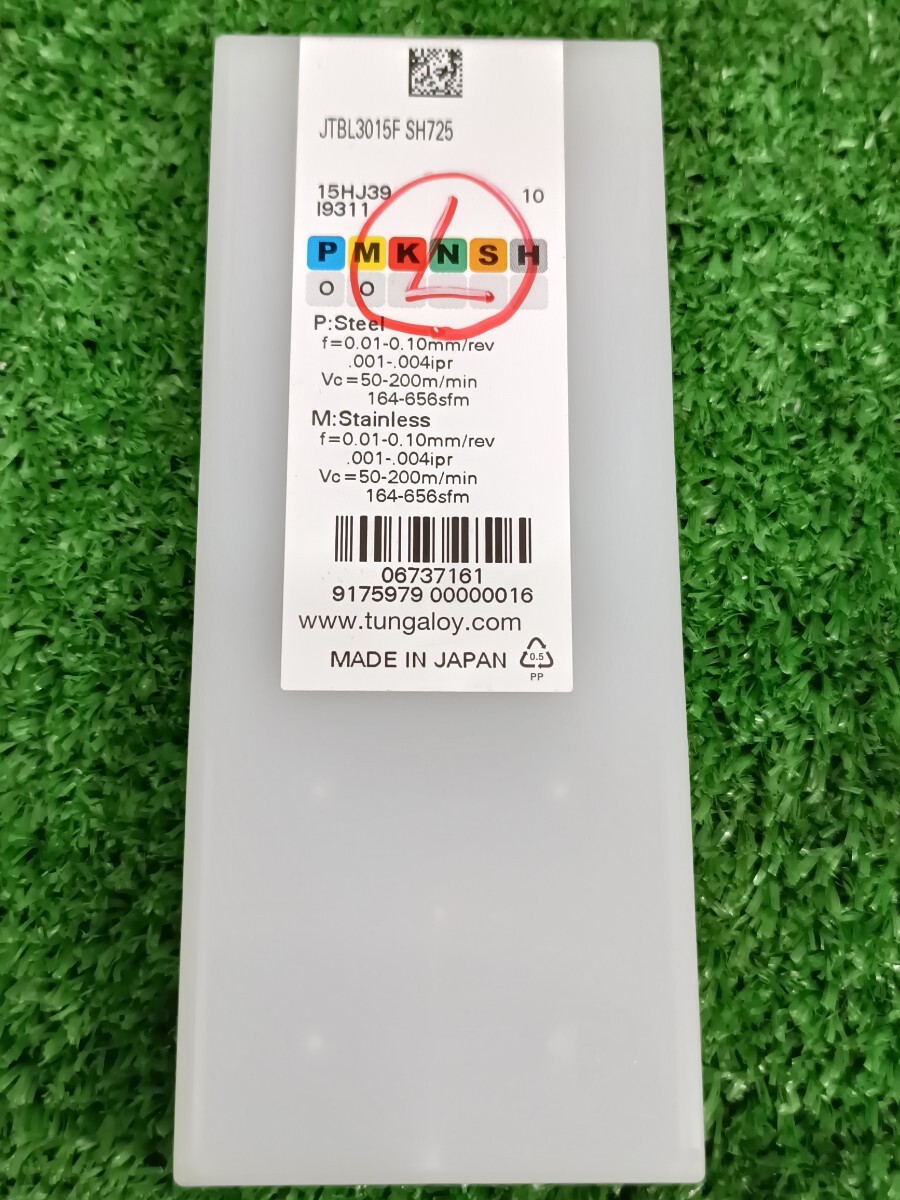 JTBL3015F SH725
15HJ39 10
I9311
L
P M K N S H
O O
P:Steel
f=0.01-0.10mm/rev
.001-.004ipr
Vc=50-200m/min
164-656sfm
M:Stainless
f=0.01-0.10mm/rev
.001-.004ipr
Vc=50-200m/min
164-656sfm
06737161
9175979 00000016
www.tungaloy.com
MADE IN JAPAN 0.5
PP